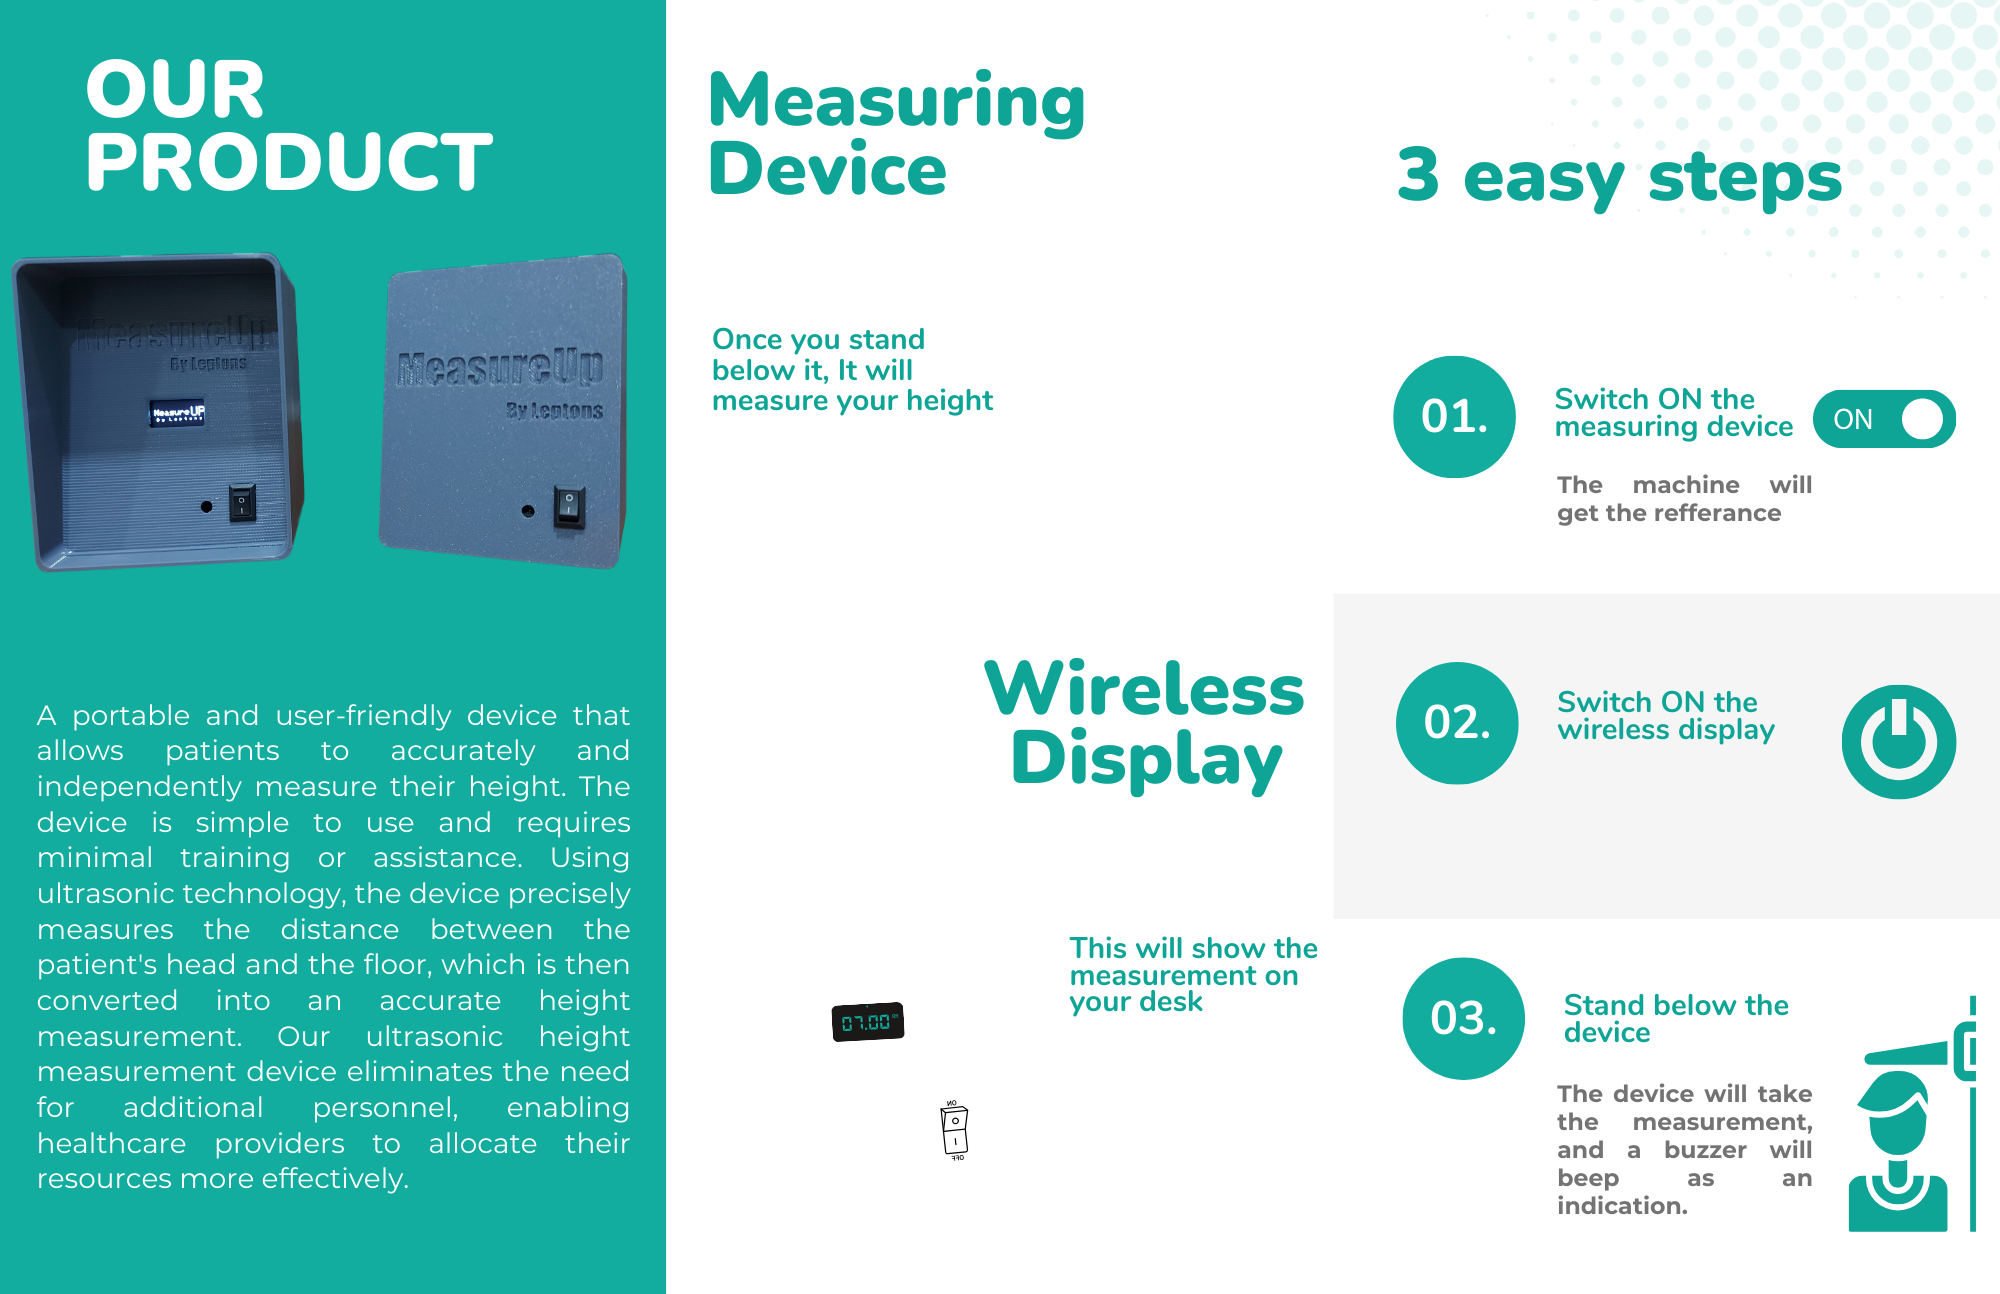 OUR
PRODUCT
MeasureUp
By Leptons
MeasureUP
By Leptons
O
I
MeasureUp
By Leptons
O
I
A portable and user-friendly device that
allows patients to accurately and
independently measure their height. The
device is simple to use and requires
minimal training or assistance. Using
ultrasonic technology, the device precisely
measures the distance between the
patient's head and the floor, which is then
converted into an accurate height
measurement. Our ultrasonic height
measurement device eliminates the need
for additional personnel, enabling
healthcare providers to allocate their
resources more effectively.
Measuring
Device
Once you stand
below it, It will
measure your height
Wireless
Display
This will show the
measurement on
your desk
07.00
ON
O
I
OFF
3 easy steps
01.
Switch ON the
measuring device
ON
The machine will
get the refferance
02.
Switch ON the
wireless display
03.
Stand below the
device
The device will take
the measurement,
and a buzzer will
beep as an
indication.